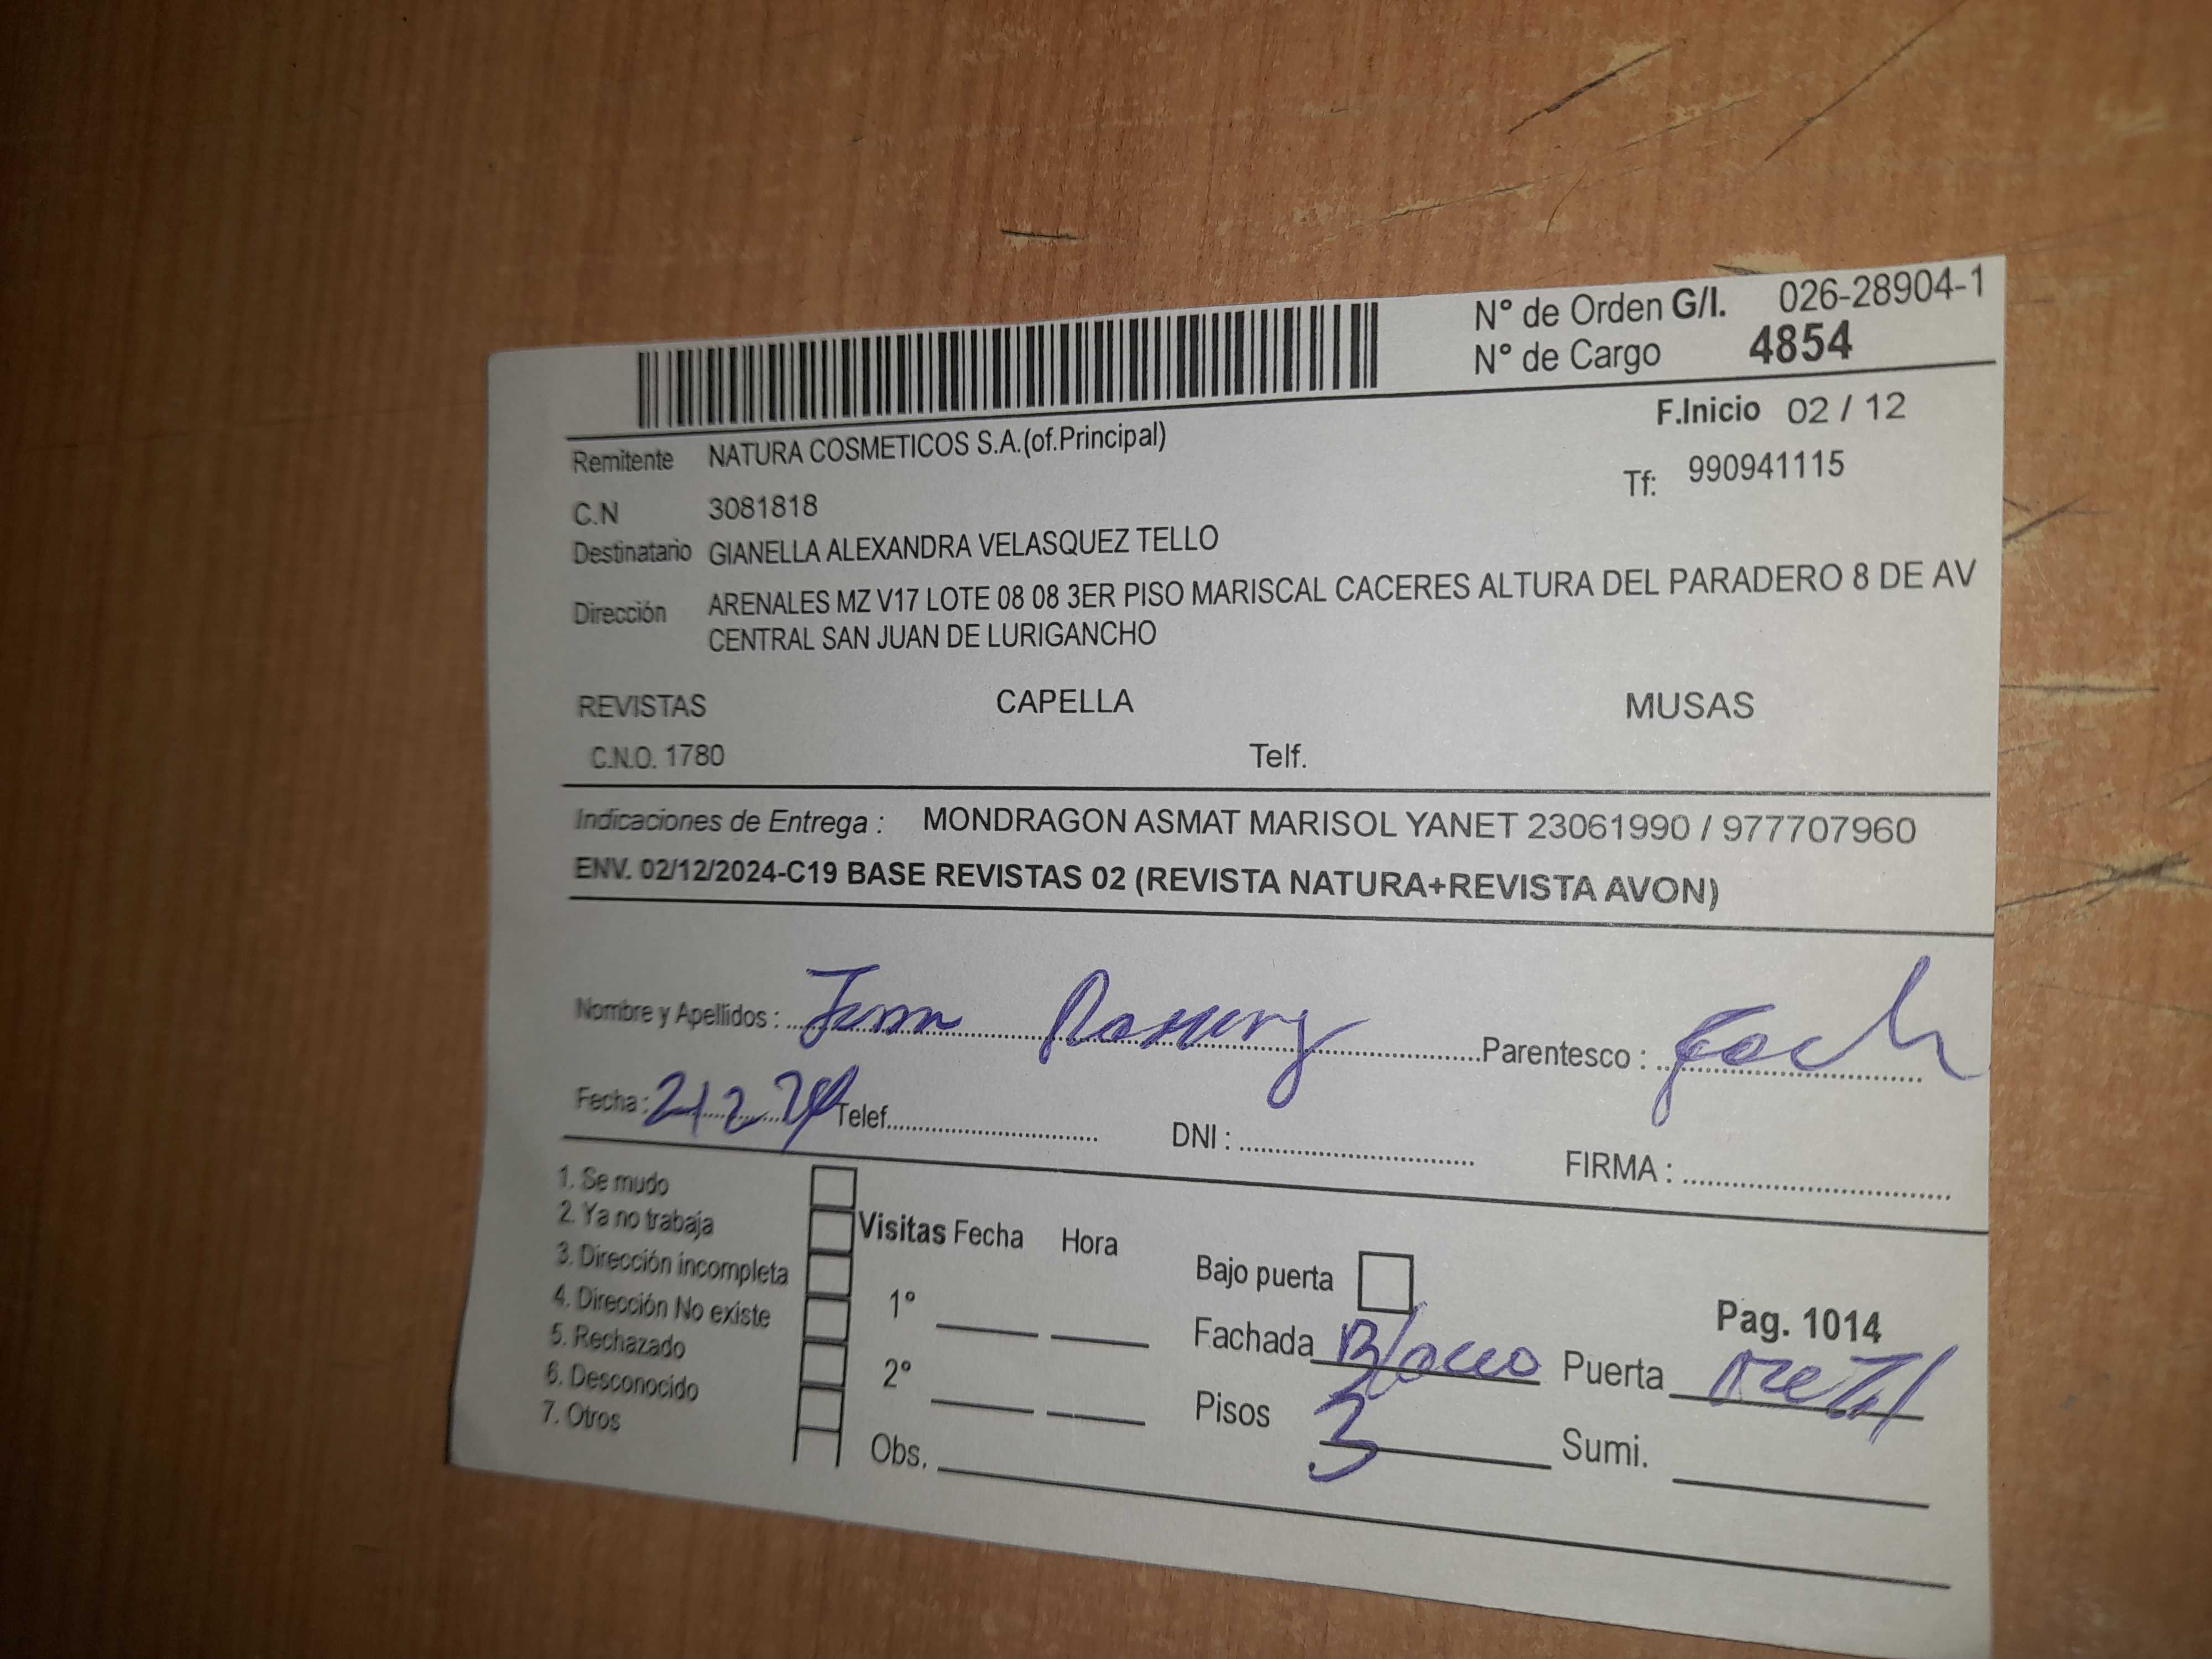 N° de Orden G/I. 026-28904-1
N° de Cargo 4854
F.Inicio 02 / 12
Remitente NATURA COSMETICOS S.A.(of.Principal)
Tf: 990941115
C.N 3081818
Destinatario GIANELLA ALEXANDRA VELASQUEZ TELLO
Dirección ARENALES MZ V17 LOTE 08 08 3ER PISO MARISCAL CACERES ALTURA DEL PARADERO 8 DE AV
CENTRAL SAN JUAN DE LURIGANCHO
REVISTAS CAPELLA MUSAS
C.N.O. 1780 Telf.
Indicaciones de Entrega : MONDRAGON ASMAT MARISOL YANET 23061990 / 977707960
ENV. 02/12/2024-C19 BASE REVISTAS 02 (REVISTA NATURA+REVISTA AVON)
Nombre y Apellidos : Parentesco :
Fecha : 21224 Telef. DNI : FIRMA :
1. Se mudo
2. Ya no trabaja
3. Dirección incompleta
4. Dirección No existe
5. Rechazado
6. Desconocido
7. Otros
Visitas Fecha Hora
1°
2°
Obs.
Bajo puerta
Pag. 1014
Fachada Blanco Puerta metal
Pisos 3 Sumi.